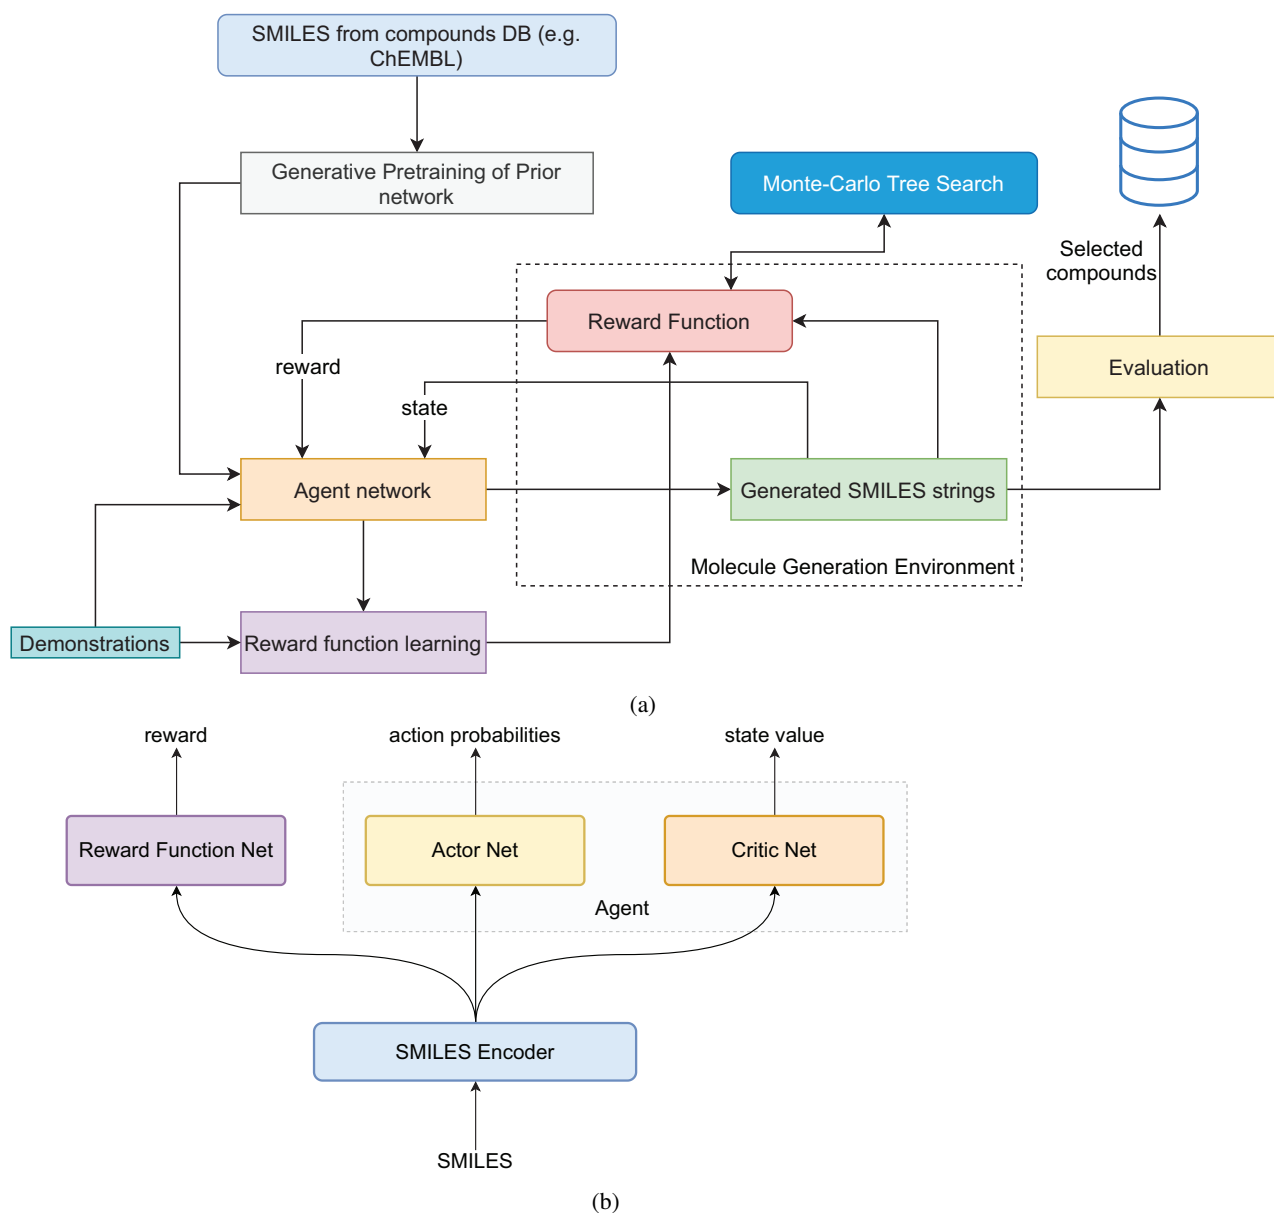 SMILES from compounds DB (e.g.
ChEMBL)
Generative Pretraining of Prior
network
Monte-Carlo Tree Search
Selected
compounds
Reward Function
reward
Evaluation
state
Agent network
Generated SMILES strings
Molecule Generation Environment
Demonstrations
Reward function learning
(a)
reward
action probabilities
state value
Reward Function Net
Actor Net
Critic Net
Agent
SMILES Encoder
SMILES
(b)